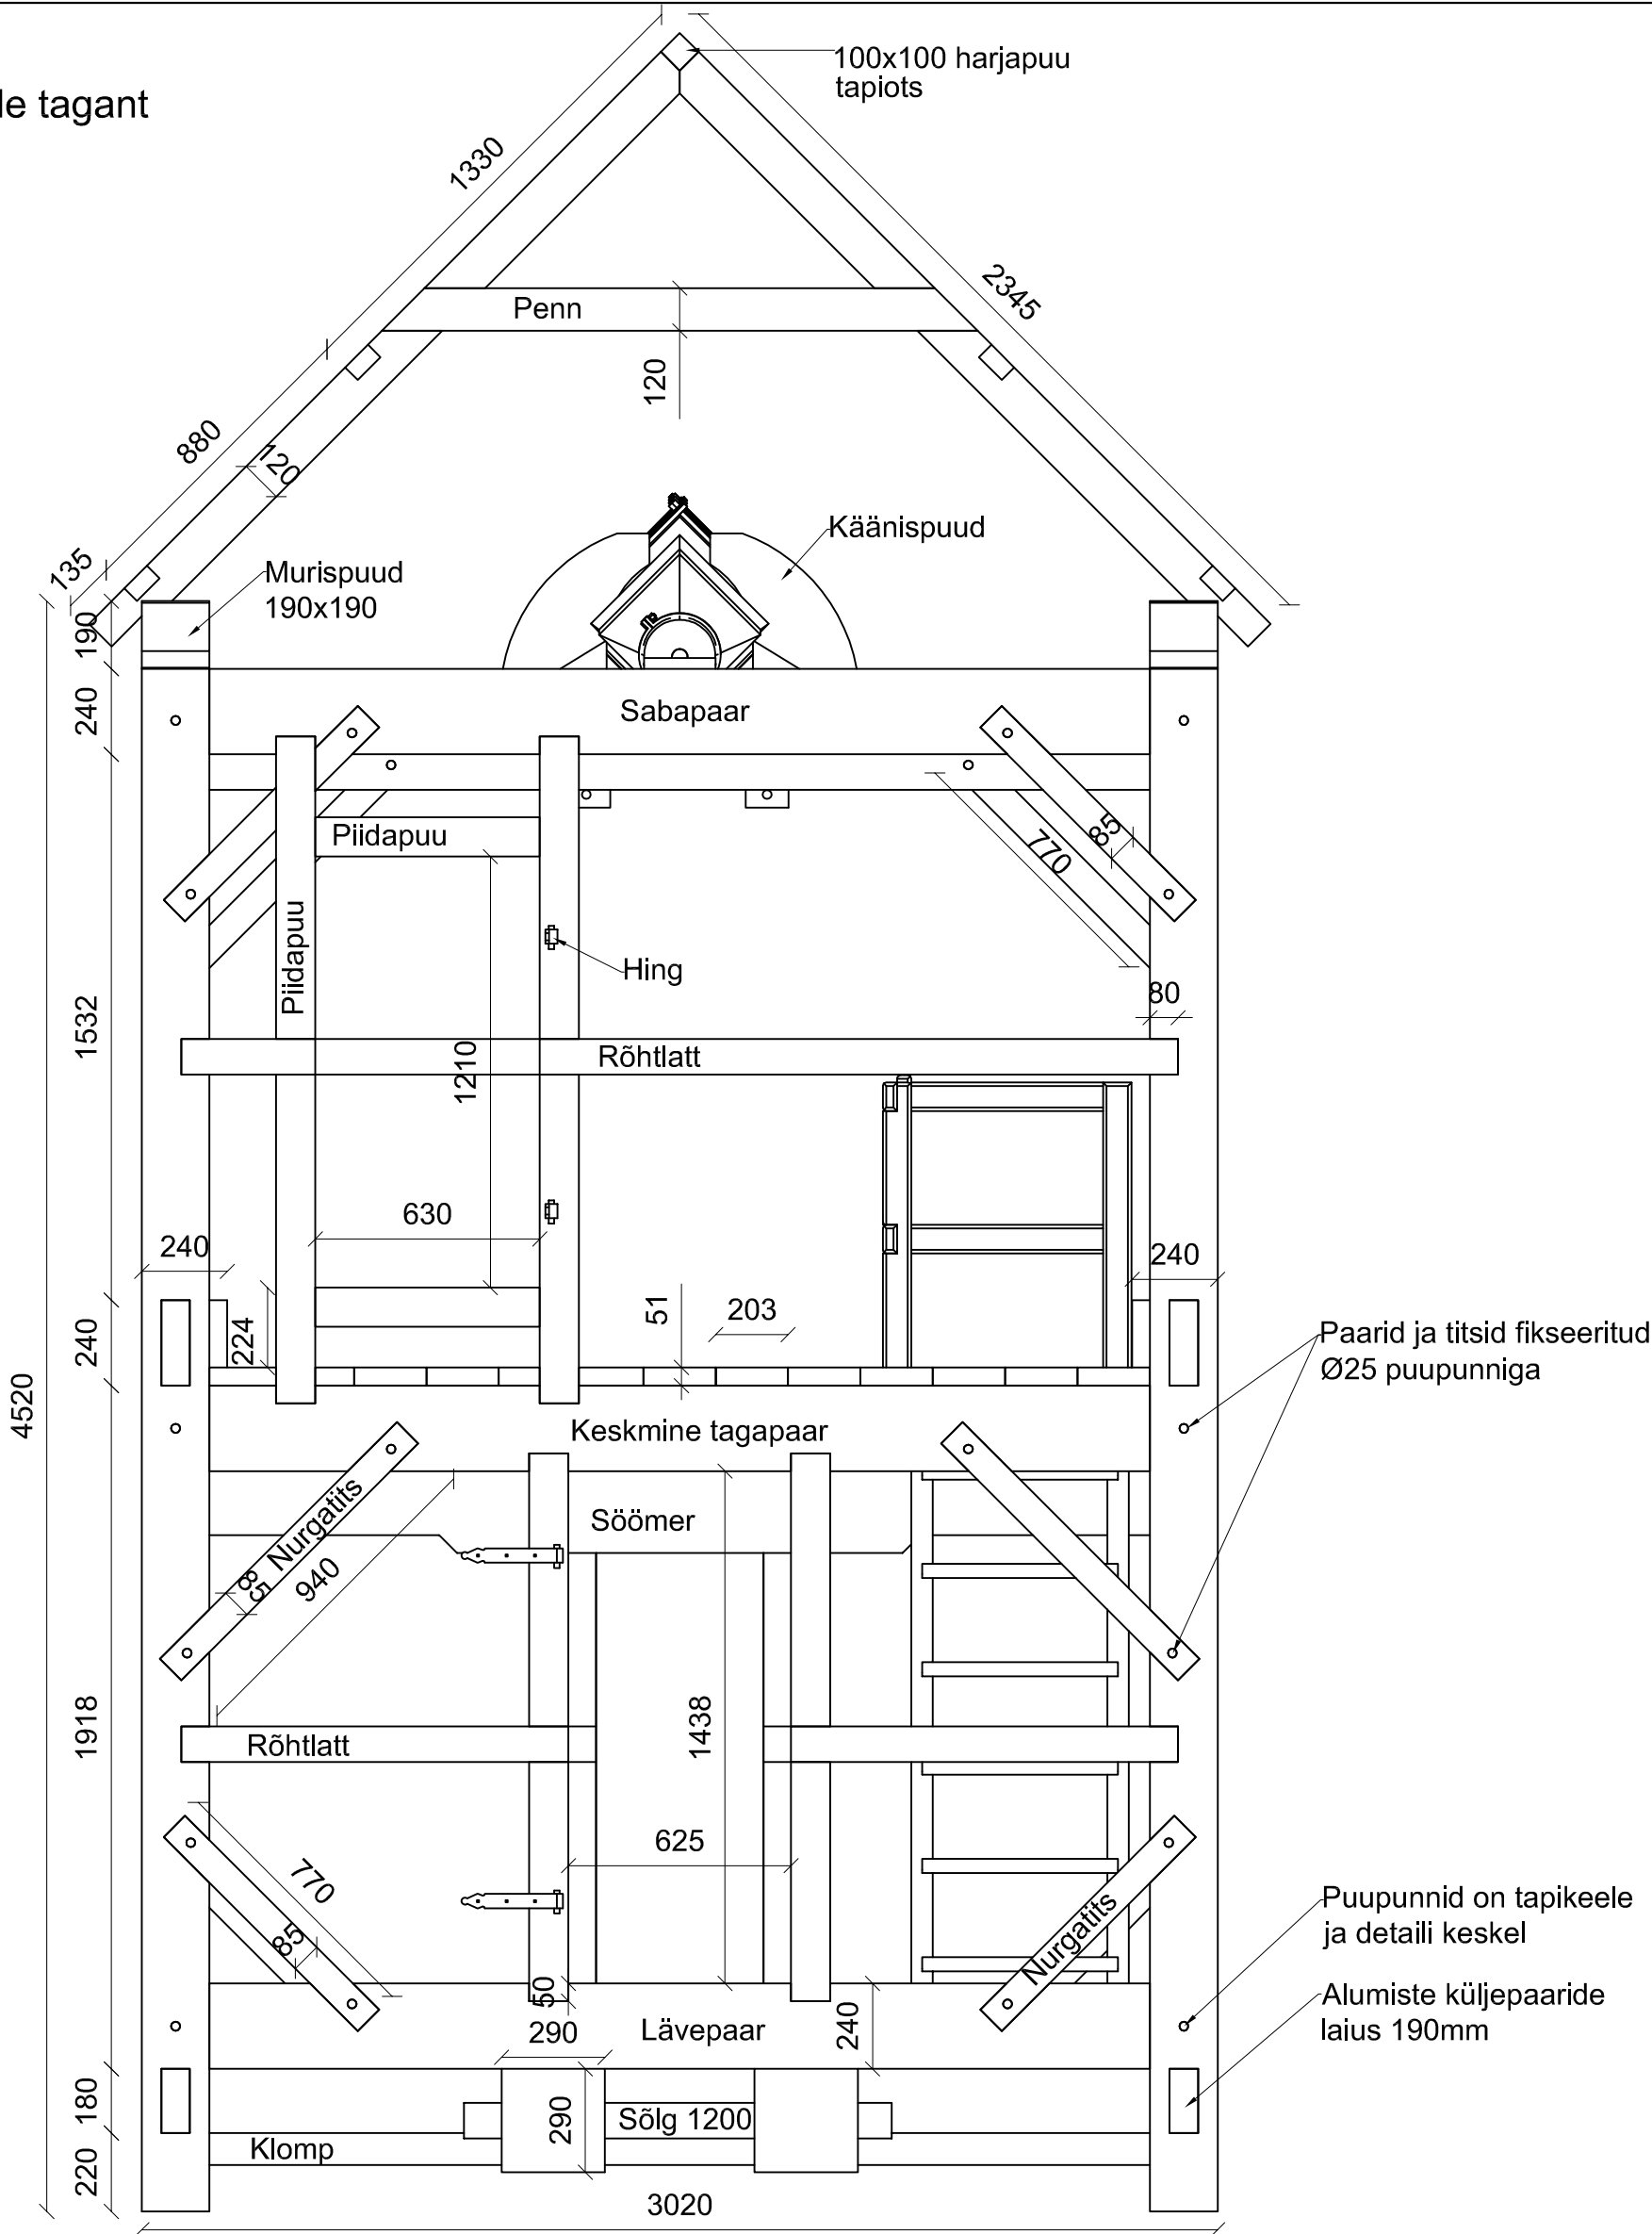 le tagant
100x100 harjapuu
tapiots
1330
2345
Penn
120
880
120
135
Käänispuud
Murispuud
190x190
190
240
Sabapaar
Piidapuu
Piidapuu
770
85
Hing
80
1532
Rõhtlatt
1210
630
240
240
224
51
203
240
Paarid ja titsid fikseeritud
Ø25 puupunniga
4520
Keskmine tagapaar
Nurgatits
85
940
Söömer
1918
1438
Rõhtlatt
625
770
85
Nurgatits
Puupunnid on tapikeele
ja detaili keskel
50
290
Lävepaar
240
Alumiste küljepaaride
laius 190mm
180
290
Sõlg 1200
Klomp
220
3020